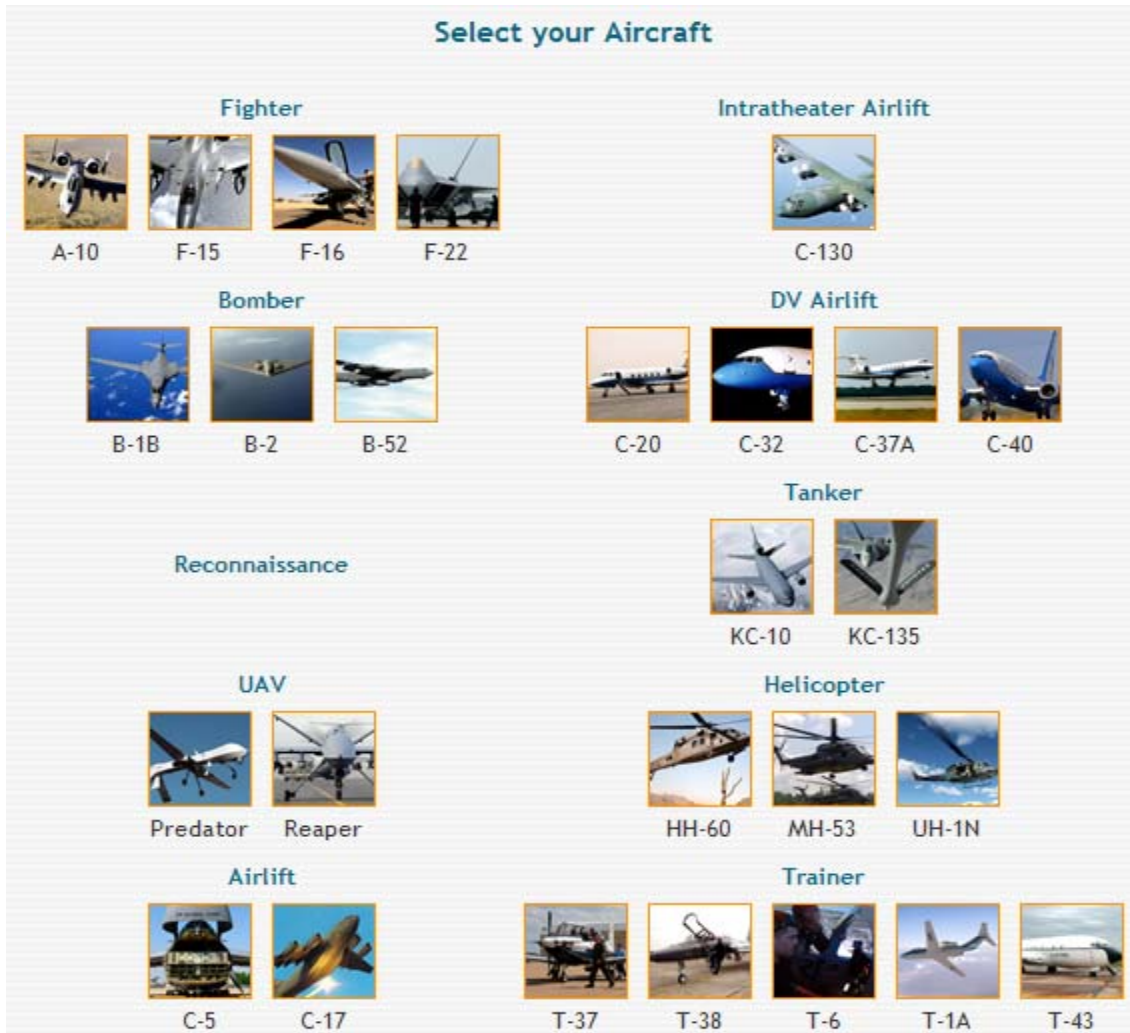 Select your Aircraft
Fighter
A-10 F-15 F-16 F-22
Intratheater Airlift
C-130
Bomber
B-1B B-2 B-52
DV Airlift
C-20 C-32 C-37A C-40
Reconnaissance
Tanker
KC-10 KC-135
UAV
Predator Reaper
Helicopter
HH-60 MH-53 UH-1N
Airlift
C-5 C-17
Trainer
T-37 T-38 T-6 T-1A T-43